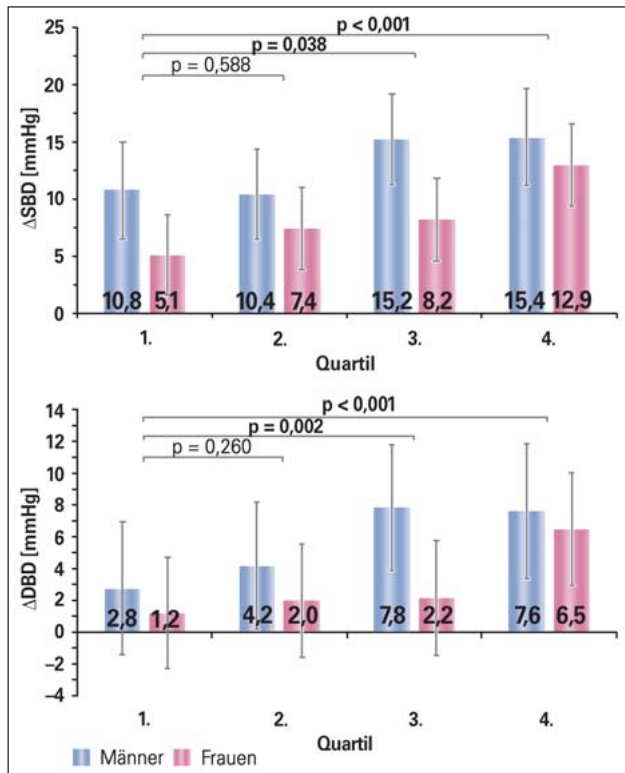 25
20
15
10
5
0
ΔSBD [mmHg]
p < 0,001
p = 0,038
p = 0,588
10,8 5,1 10,4 7,4 15,2 8,2 15,4 12,9
1. 2. 3. 4.
Quartil
14
12
10
8
6
4
2
0
–2
–4
ΔDBD [mmHg]
p < 0,001
p = 0,002
p = 0,260
2,8 1,2 4,2 2,0 7,8 2,2 7,6 6,5
1. 2. 3. 4.
Quartil
Männer Frauen